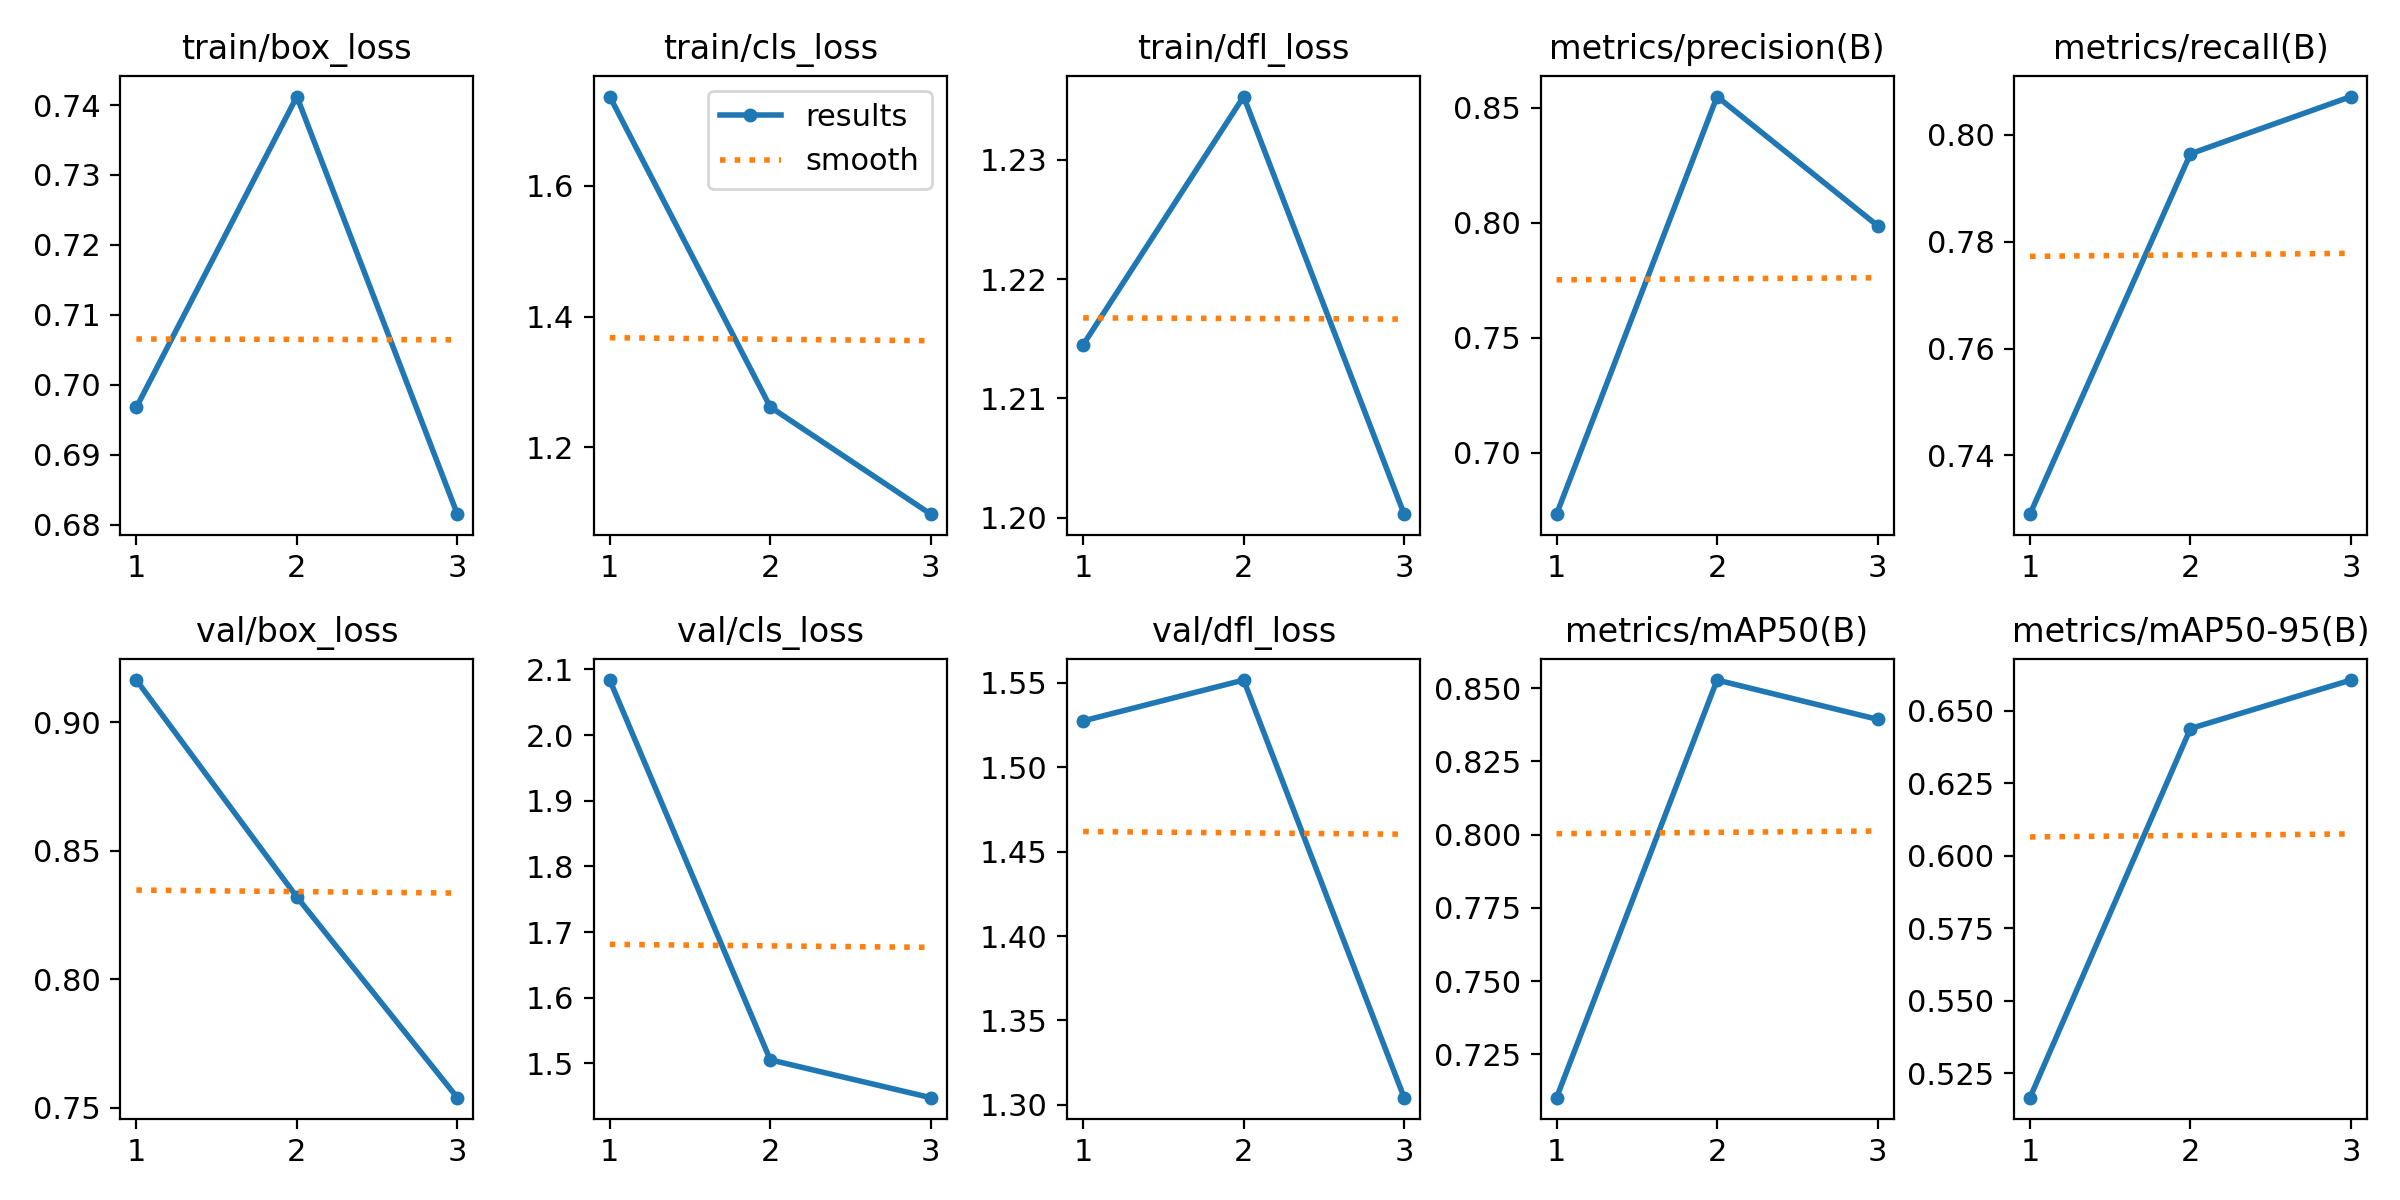 train/box_loss
0.74
0.73
0.72
0.71
0.70
0.69
0.68
1 2 3
train/cls_loss
results
smooth
1.6
1.4
1.2
1 2 3
train/dfl_loss
1.23
1.22
1.21
1.20
1 2 3
metrics/precision(B)
0.85
0.80
0.75
0.70
1 2 3
metrics/recall(B)
0.80
0.78
0.76
0.74
1 2 3
val/box_loss
0.90
0.85
0.80
0.75
1 2 3
val/cls_loss
2.1
2.0
1.9
1.8
1.7
1.6
1.5
1 2 3
val/dfl_loss
1.55
1.50
1.45
1.40
1.35
1.30
1 2 3
metrics/mAP50(B)
0.850
0.825
0.800
0.775
0.750
0.725
1 2 3
metrics/mAP50-95(B)
0.650
0.625
0.600
0.575
0.550
0.525
1 2 3